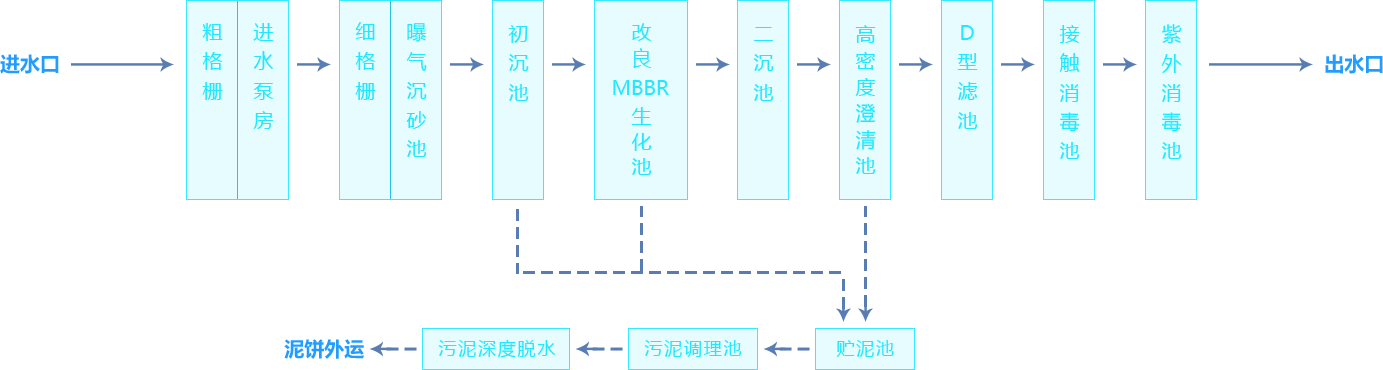 进水口
粗格栅
进水泵房
细格栅
曝气沉砂池
初沉池
改良MBBR生化池
二沉池
高密度澄清池
D型滤池
接触消毒池
紫外消毒池
出水口
泥饼外运
污泥深度脱水
污泥调理池
贮泥池